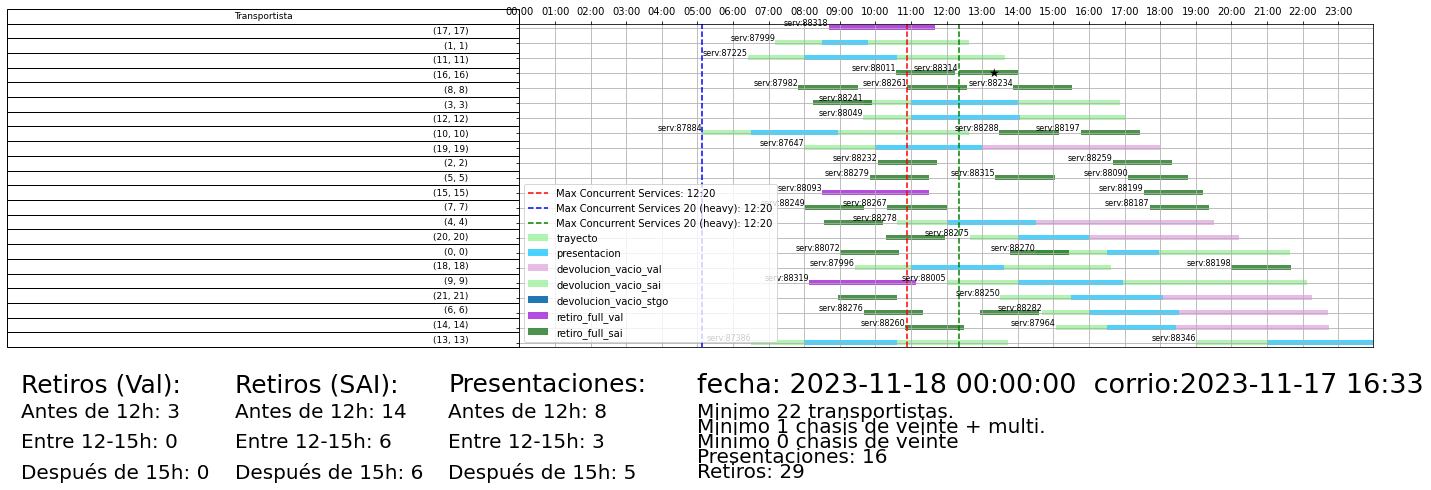 00:00 01:00 02:00 03:00 04:00 05:00 06:00 07:00 08:00 09:00 10:00 11:00 12:00 13:00 14:00 15:00 16:00 17:00 18:00 19:00 20:00 21:00 22:00 23:00
Transportista
serv:88318
(17, 17)
serv:87999
(1, 1)
serv:87225
(11, 11)
serv:88011 serv:88314
(16, 16)
serv:87982 serv:88261 serv:88234
(8, 8)
serv:88241
(3, 3)
serv:88049
(12, 12)
serv:87884 serv:88288 serv:88197
(10, 10)
serv:87647
(19, 19)
serv:88232 serv:88259
(2, 2)
serv:88279 serv:88315 serv:88090
(5, 5)
serv:88093 serv:88199
(15, 15)
serv:88249 serv:88267 serv:88187
(7, 7)
serv:88278
(4, 4)
serv:88275
(20, 20)
serv:88072 serv:88270
(0, 0)
serv:87996 serv:88198
(18, 18)
serv:88319 serv:88005
(9, 9)
serv:88250
(21, 21)
serv:88276 serv:88282
(6, 6)
serv:88260 serv:87964
(14, 14)
serv:87386 serv:88346
(13, 13)
Max Concurrent Services: 12:20
Max Concurrent Services 20 (heavy): 12:20
Max Concurrent Services 20 (heavy): 12:20
trayecto
presentacion
devolucion_vacio_val
devolucion_vacio_sai
devolucion_vacio_stgo
retiro_full_val
retiro_full_sai
Retiros (Val):
Antes de 12h: 3
Entre 12-15h: 0
Después de 15h: 0
Retiros (SAI):
Antes de 12h: 14
Entre 12-15h: 6
Después de 15h: 6
Presentaciones:
Antes de 12h: 8
Entre 12-15h: 3
Después de 15h: 5
fecha: 2023-11-18 00:00:00 corrio:2023-11-17 16:33
Minimo 22 transportistas.
Minimo 1 chasis de veinte + multi.
Minimo 0 chasis de veinte
Presentaciones: 16
Retiros: 29